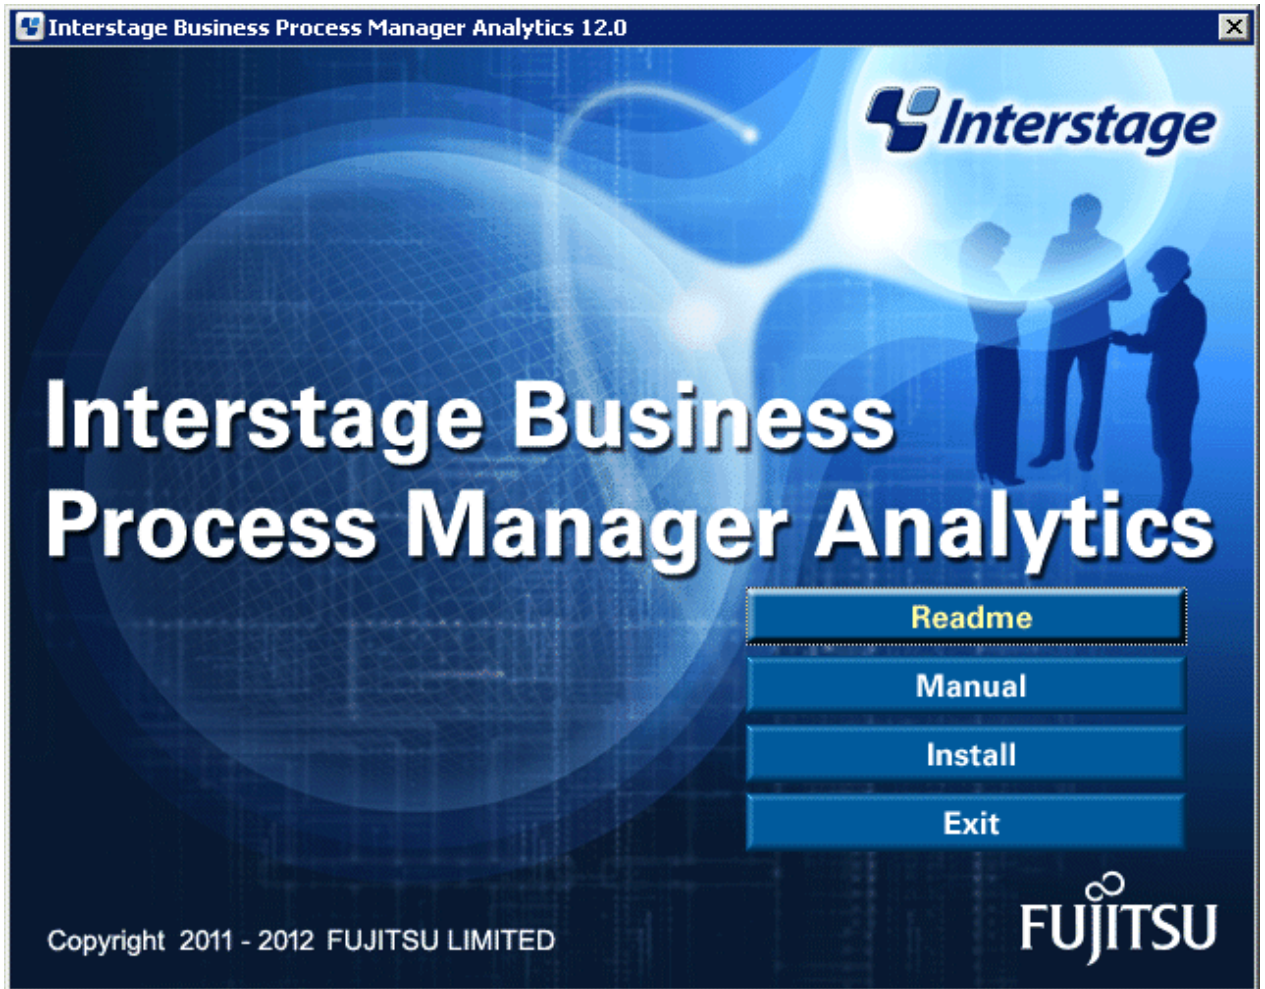 Interstage Business Process Manager Analytics 12.0
Interstage
Interstage Business
Process Manager Analytics
Readme
Manual
Install
Exit
FUJITSU
Copyright 2011 - 2012 FUJITSU LIMITED